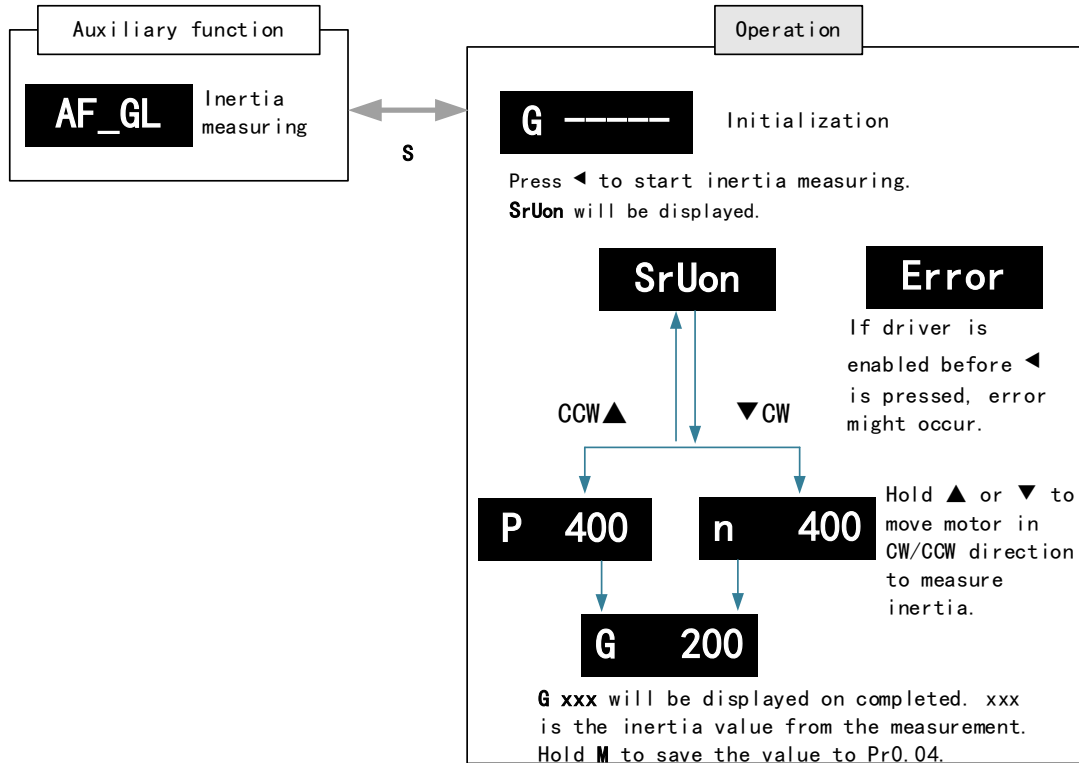 Auxiliary function
AF_GL
Inertia
measuring
S
Operation
G -----
Initialization
Press ◀ to start inertia measuring.
SrUon will be displayed.
SrUon
Error
If driver is
enabled before ◀
is pressed, error
might occur.
CCW▲
▼CW
P 400
n 400
Hold ▲ or ▼ to
move motor in
CW/CCW direction
to measure
inertia.
G 200
G xxx will be displayed on completed. xxx
is the inertia value from the measurement.
Hold M to save the value to Pr0.04.